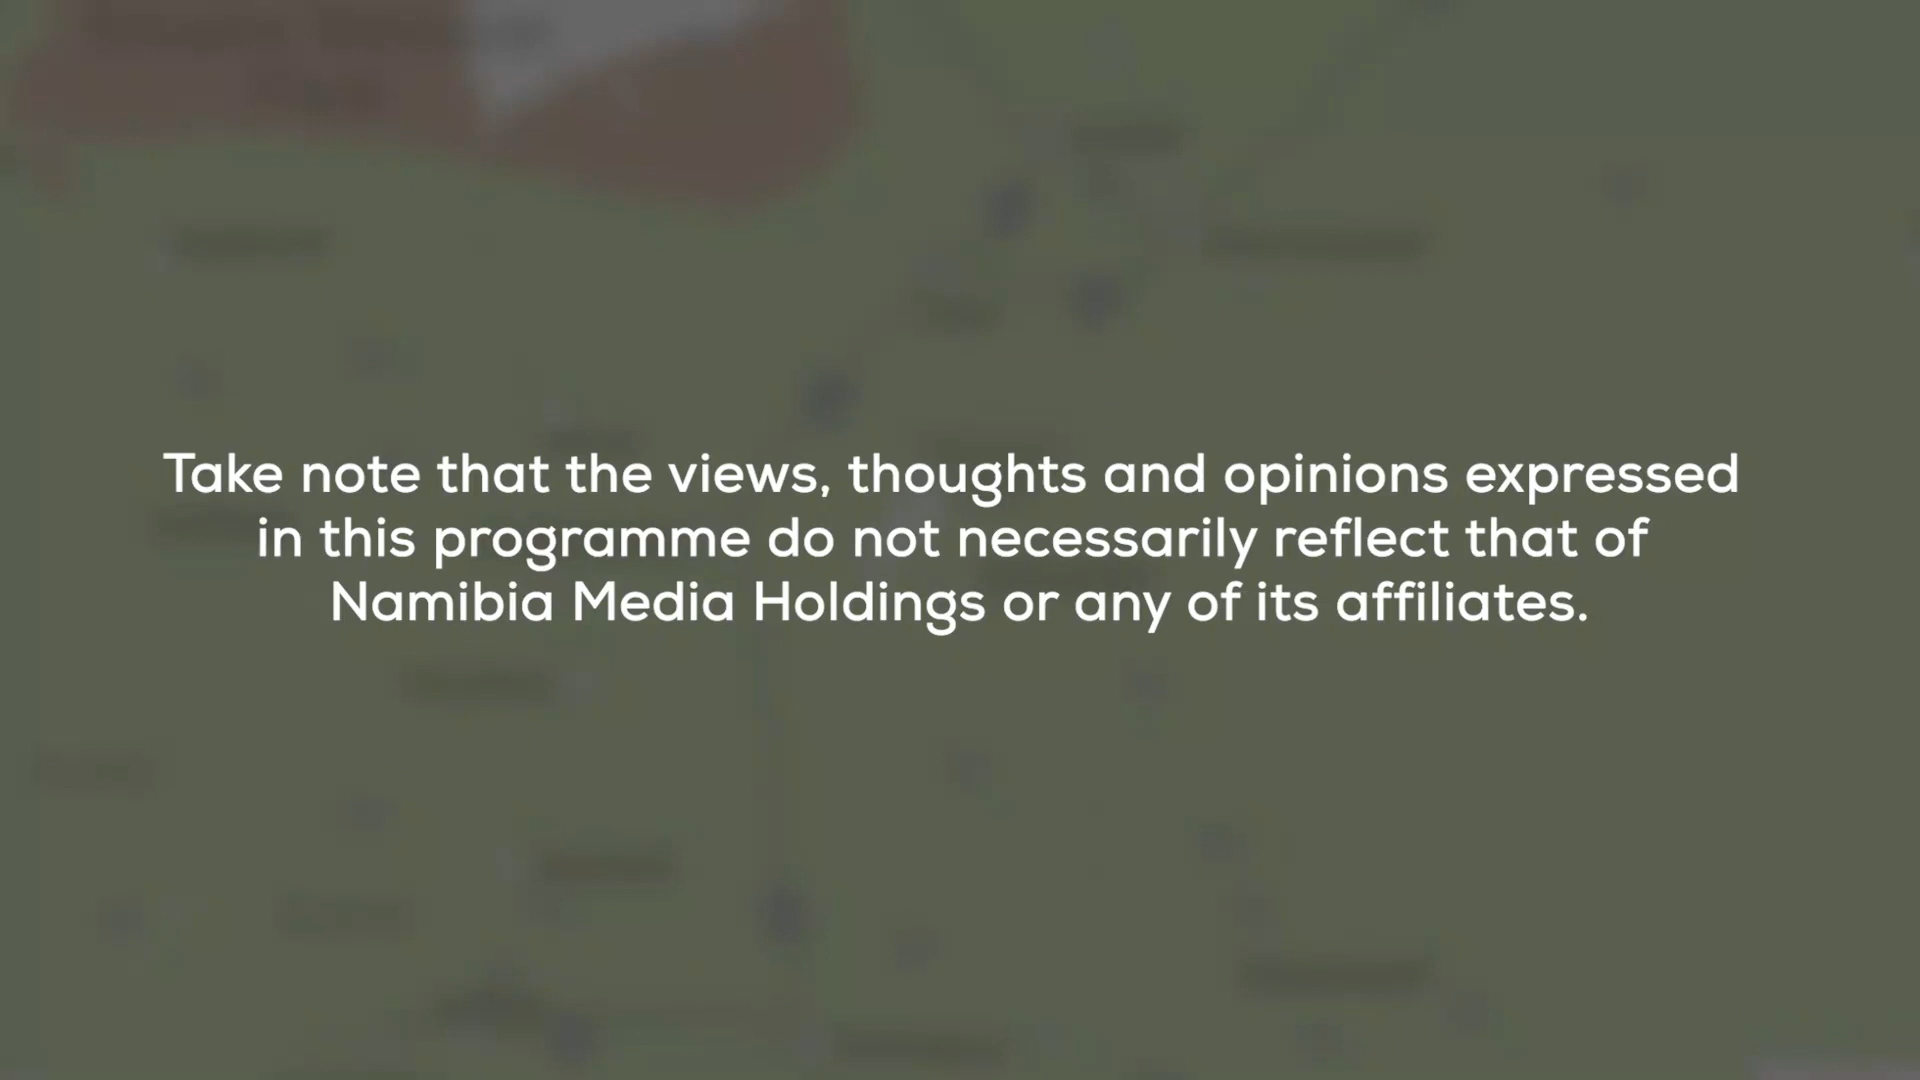 Take note that the views, thoughts and opinions expressed
in this programme do not necessarily reflect that of
Namibia Media Holdings or any of its affiliates.